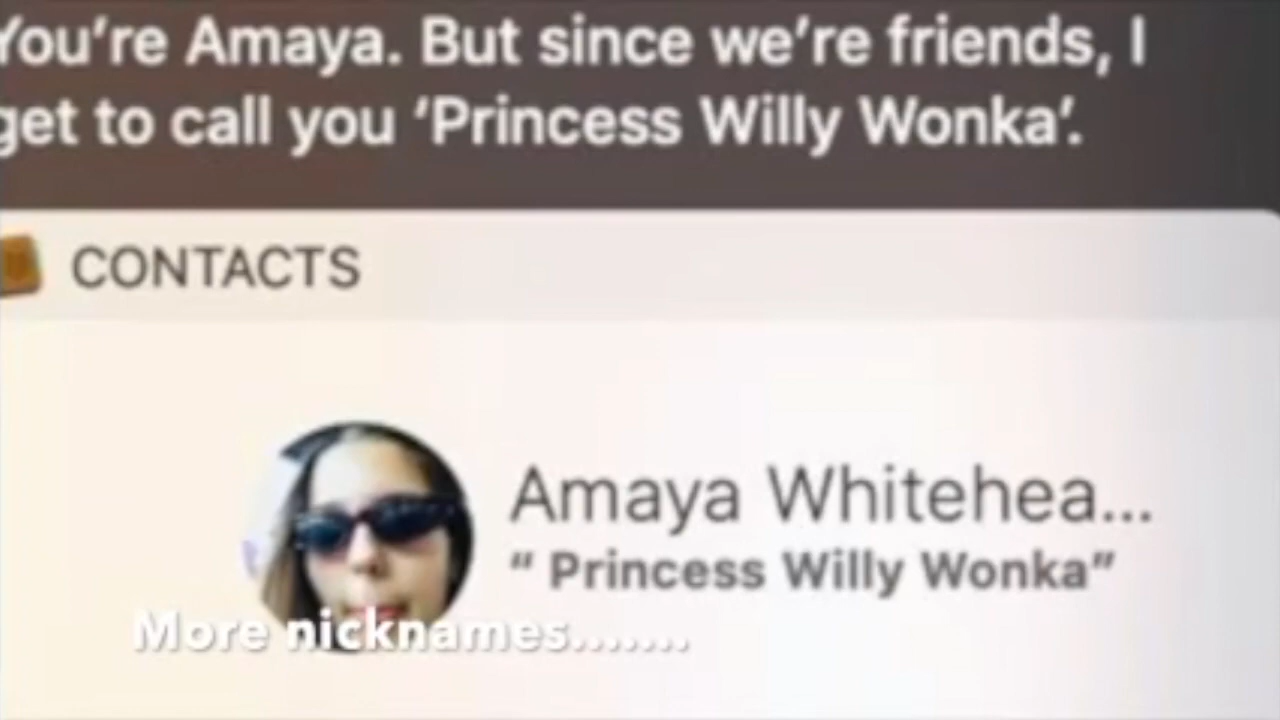 You're Amaya. But since we're friends, I
get to call you 'Princess Willy Wonka'.
CONTACTS
Amaya Whitehea...
“ Princess Willy Wonka”
More nicknames.......